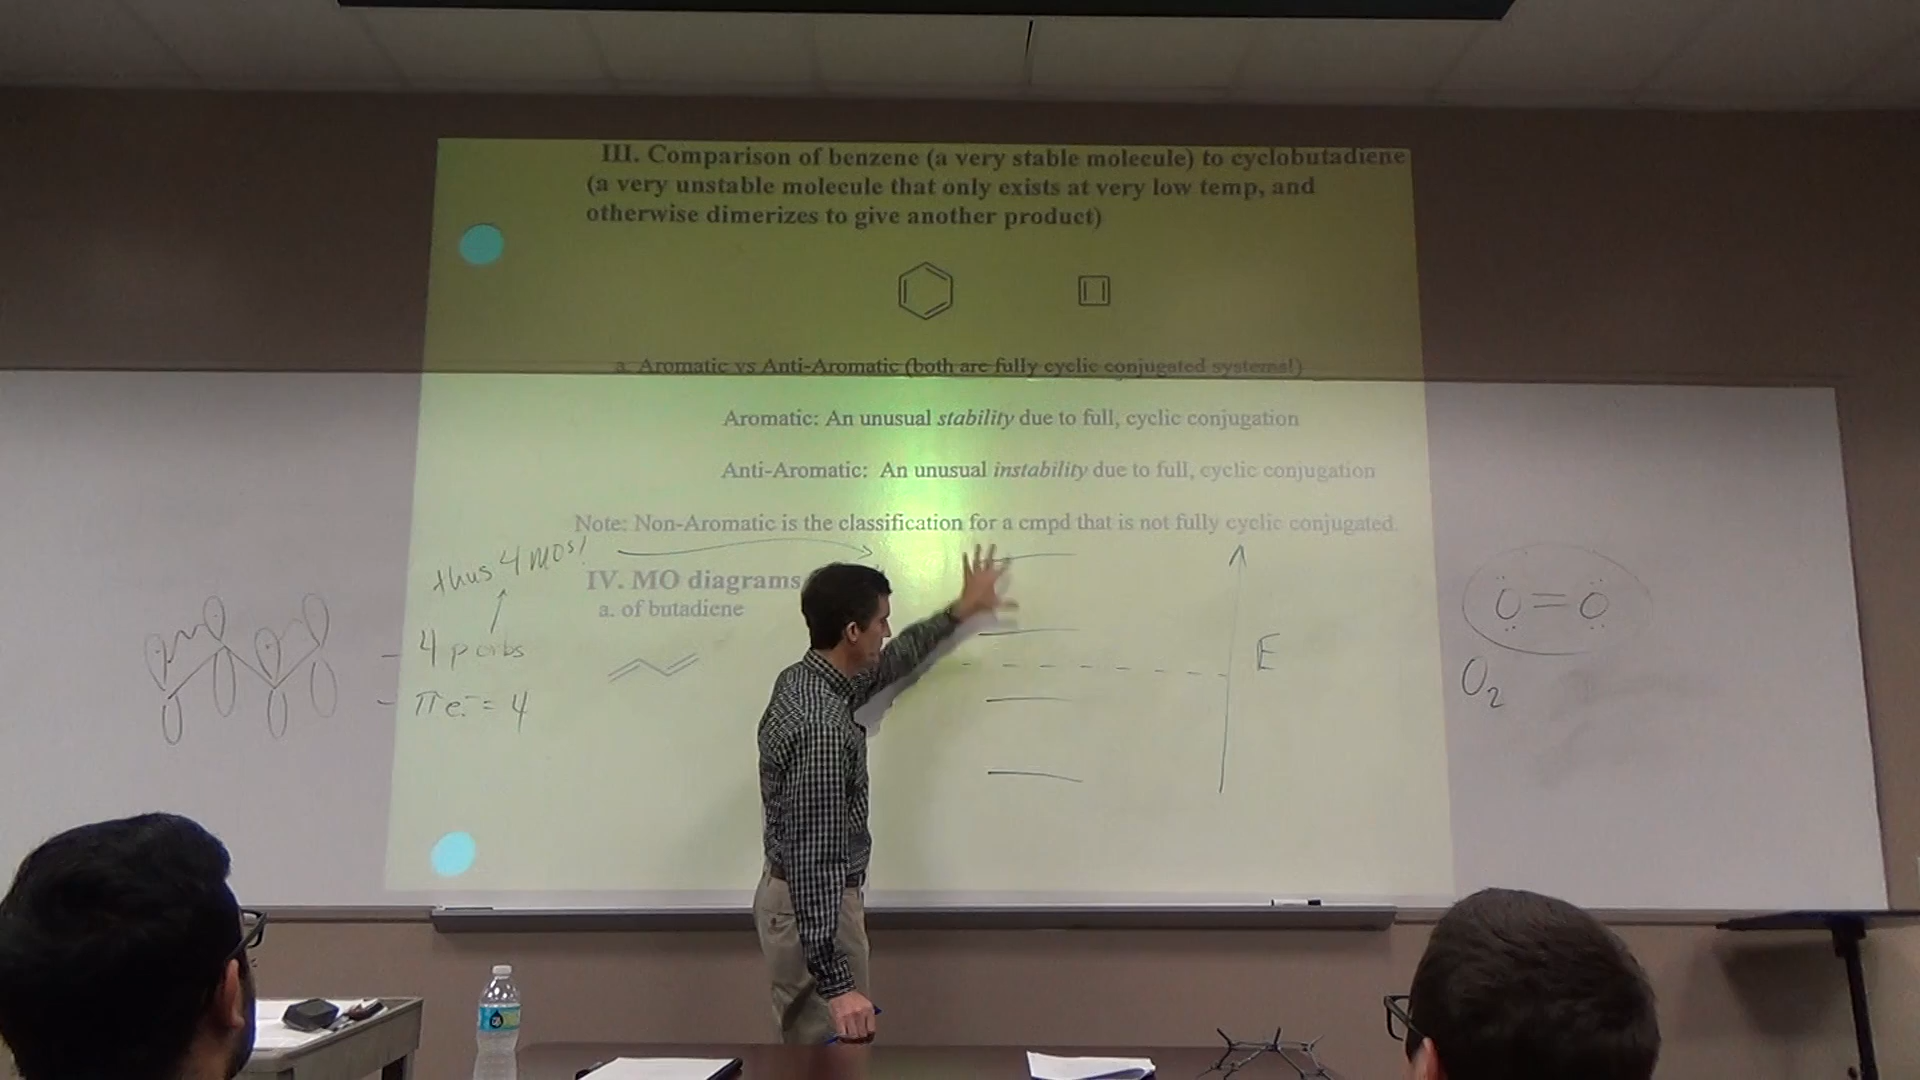 III. Comparison of benzene (a very stable molecule) to cyclobutadiene
(a very unstable molecule that only exists at very low temp, and
otherwise dimerizes to give another product)
a. Aromatic vs Anti-Aromatic (both are fully cyclic conjugated systems!)
Aromatic: An unusual stability due to full, cyclic conjugation
Anti-Aromatic: An unusual instability due to full, cyclic conjugation
Note: Non-Aromatic is the classification for a cmpd that is not fully cyclic conjugated.
thus 4 MOs!
IV. MO diagrams
a. of butadiene
- 4 p orbs
- π e⁻ = 4
E
O=O
O2